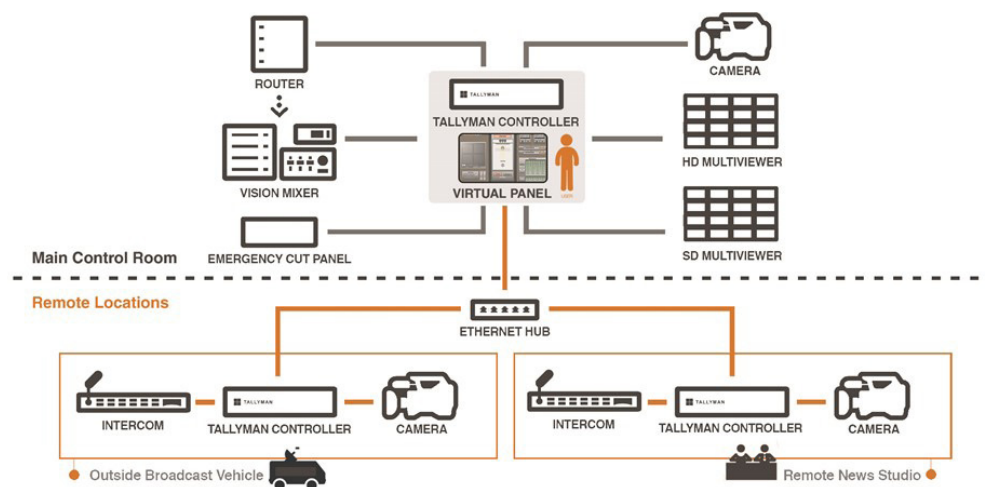 ROUTER
CAMERA
TALLYMAN
TALLYMAN CONTROLLER
VISION MIXER
HD MULTIVIEWER
VIRTUAL PANEL
USER
EMERGENCY CUT PANEL
SD MULTIVIEWER
Main Control Room
Remote Locations
ETHERNET HUB
TALLYMAN
INTERCOM
TALLYMAN CONTROLLER
CAMERA
TALLYMAN
INTERCOM
TALLYMAN CONTROLLER
CAMERA
Outside Broadcast Vehicle
Remote News Studio